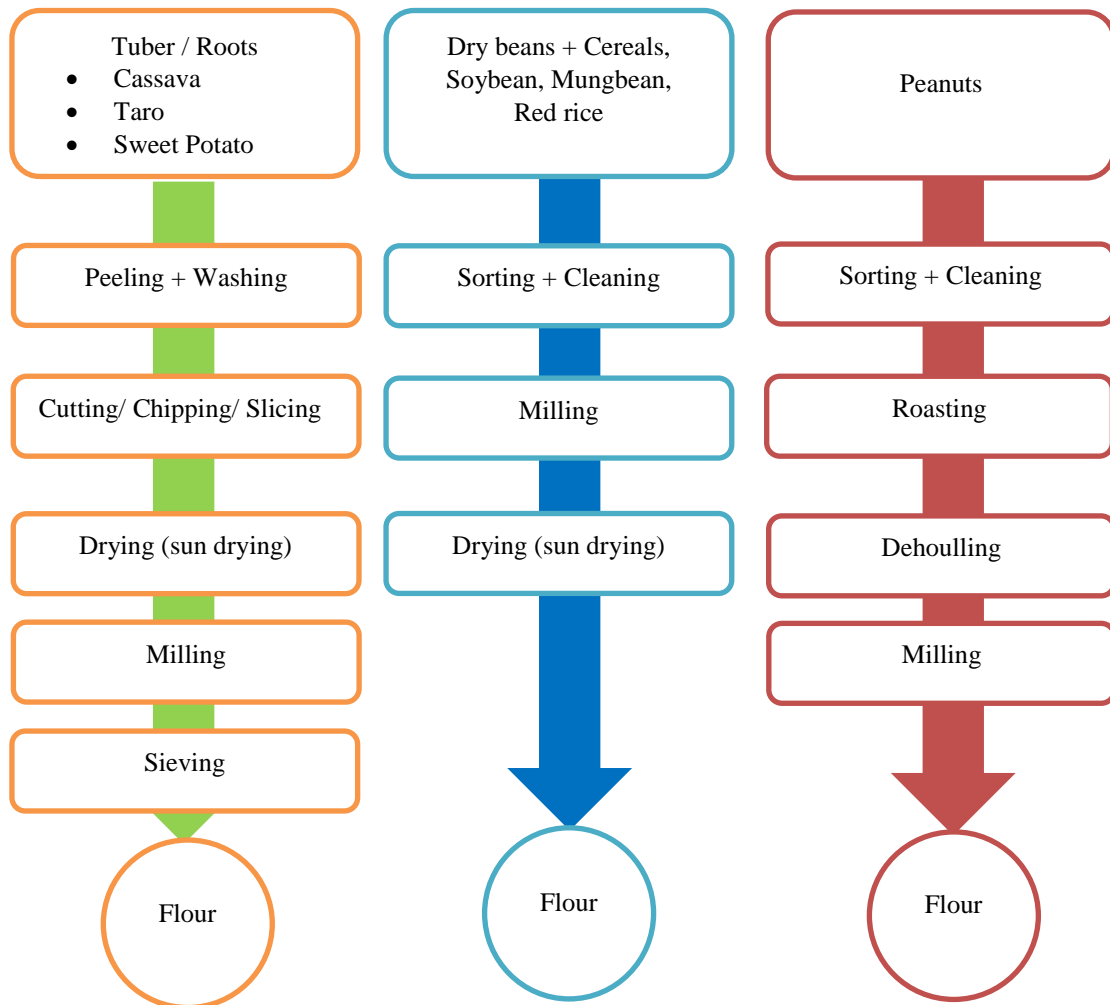 Tuber / Roots
• Cassava
• Taro
• Sweet Potato
Peeling + Washing
Cutting/ Chipping/ Slicing
Drying (sun drying)
Milling
Sieving
Flour
Dry beans + Cereals,
Soybean, Mungbean,
Red rice
Sorting + Cleaning
Milling
Drying (sun drying)
Flour
Peanuts
Sorting + Cleaning
Roasting
Dehoulling
Milling
Flour